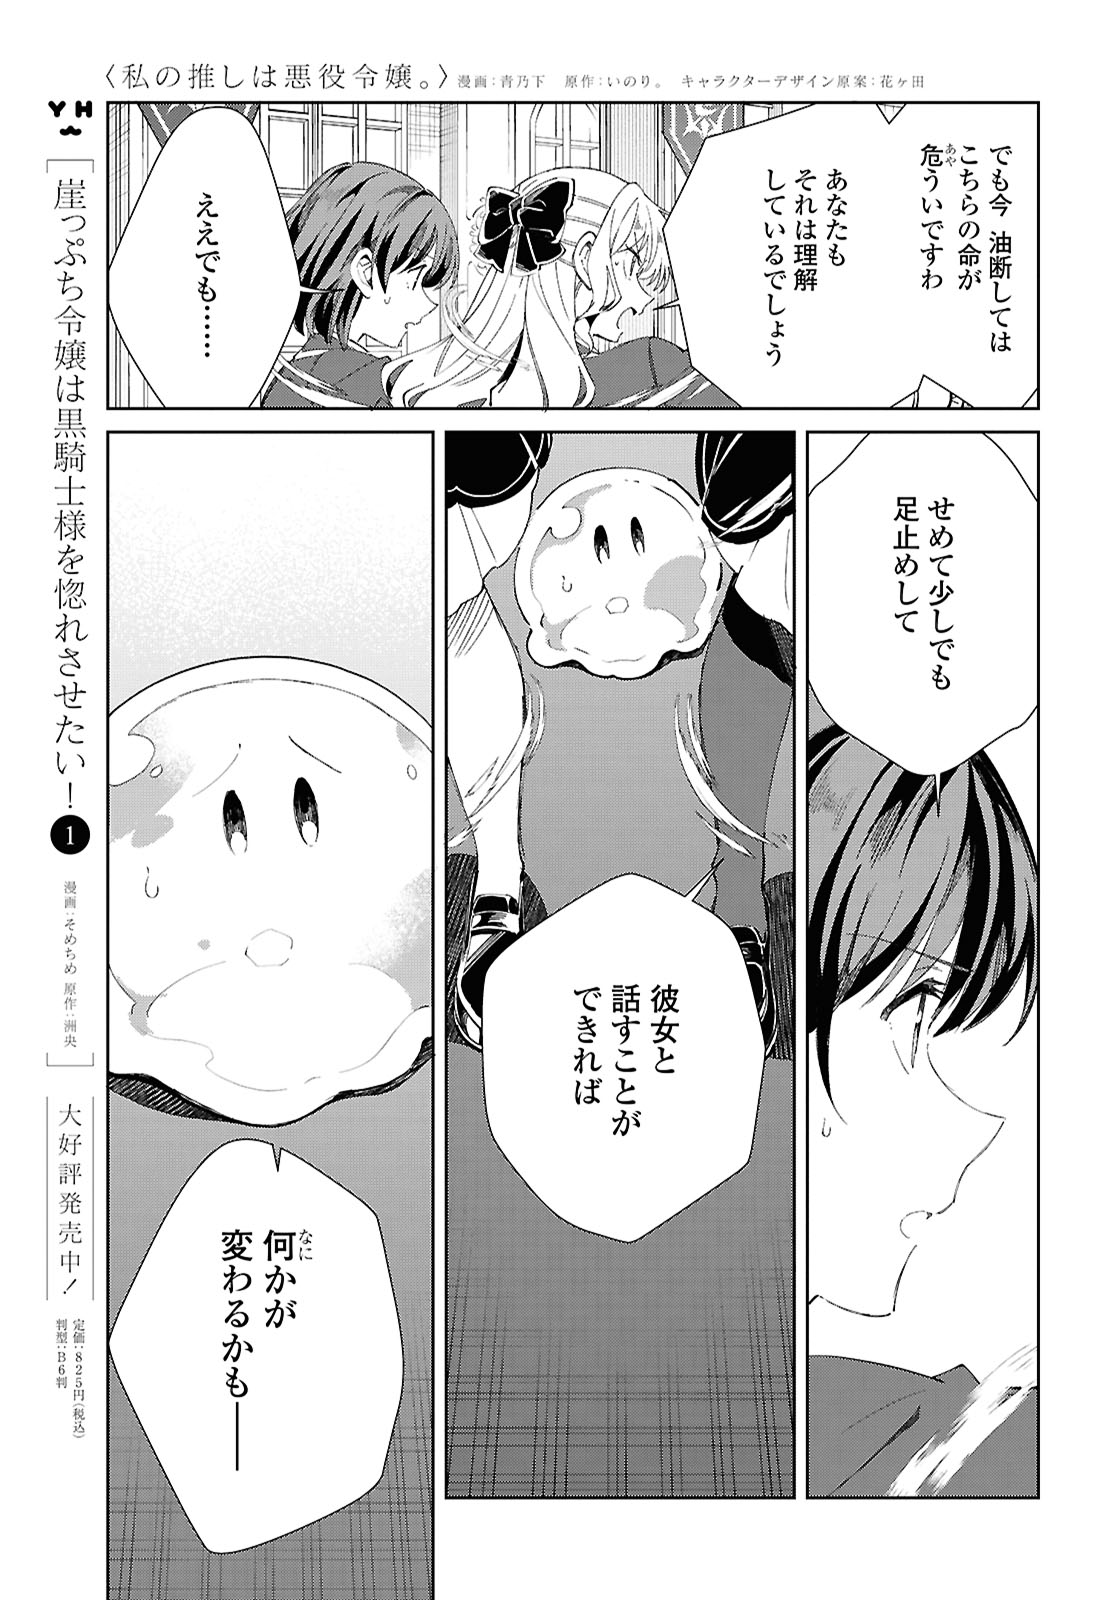 〈私の推しは悪役令嬢。〉漫画：青乃下　原作：いのり。　キャラクターデザイン原案：花ヶ田
でも今 油断しては
こちらの命が
危ういですわ
あや
あなたも
それは理解
しているでしょう
ええでも……
せめて少しでも
足止めして
彼女と
話すことが
できれば
何かが
なに
変わるかも――
YH
崖っぷち令嬢は黒騎士様を惚れさせたい！ 1
漫画：そめちめ 原作：洲央
大好評発売中！
定価：825円（税込）
判型：B6判